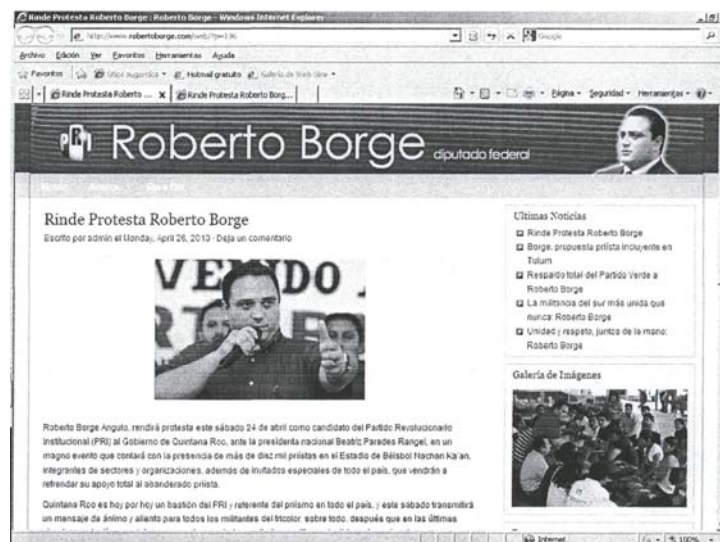 Rinde Protesta Roberto Borge : Roberto Borge - Windows Internet Explorer
http://www.robertoborge.com/web/?p=136
Google
Archivo Edición Ver Favoritos Herramientas Ayuda
Favoritos Sitios sugeridos Hotmail gratuito Galería de Web Slice
Rinde Protesta Roberto ... Rinde Protesta Roberto Borg...
Página Seguridad Herramientas
PRI Roberto Borge diputado federal
Rinde Protesta Roberto Borge
Escrito por admin el Monday, April 26, 2010 - Deja un comentario
Roberto Borge Angulo, rendirá protesta este sábado 24 de abril como candidato del Partido Revolucionario
Institucional (PRI) al Gobierno de Quintana Roo, ante la presidenta nacional Beatriz Paredes Rangel, en un
magno evento que contará con la presencia de más de diez mil priistas en el Estadio de Béisbol Nachan Ka'an,
integrantes de sectores y organizaciones, además de invitados especiales de todo el país, que vendrán a
refrendar su apoyo total al abanderado priista.
Quintana Roo es hoy por hoy un bastión del PRI y referente del priismo en todo el país, y este sábado transmitirá
un mensaje de ánimo y aliento para todos los militantes del tricolor, sobre todo, después que en las últimas
Ultimas Noticias
Rinde Protesta Roberto Borge
Borge, propuesta priista incluyente en
Tulum
Respaldo total del Partido Verde a
Roberto Borge
La militancia del sur más unida que
nunca: Roberto Borge
Unidad y respeto, juntos de la mano:
Roberto Borge
Galería de Imágenes
Internet 100%